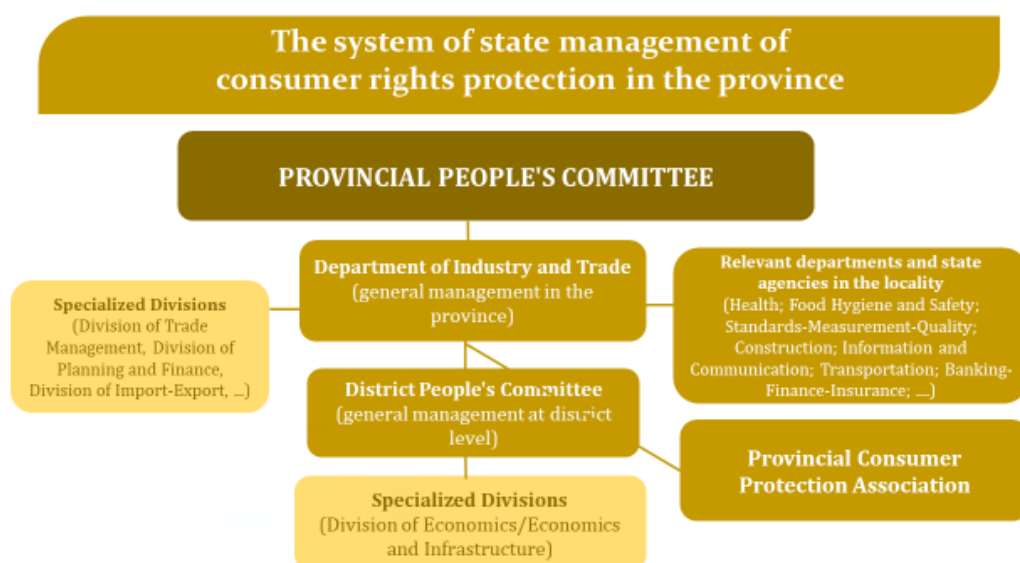 The system of state management of
consumer rights protection in the province
PROVINCIAL PEOPLE'S COMMITTEE
Department of Industry and Trade
(general management in the
province)
Specialized Divisions
(Division of Trade
Management, Division of
Planning and Finance,
Division of Import-Export, ...)
Relevant departments and state
agencies in the locality
(Health; Food Hygiene and Safety;
Standards-Measurement-Quality;
Construction; Information and
Communication; Transportation; Banking-
Finance-Insurance; ...)
District People's Committee
(general management at district
level)
Provincial Consumer
Protection Association
Specialized Divisions
(Division of Economics/Economics
and Infrastructure)